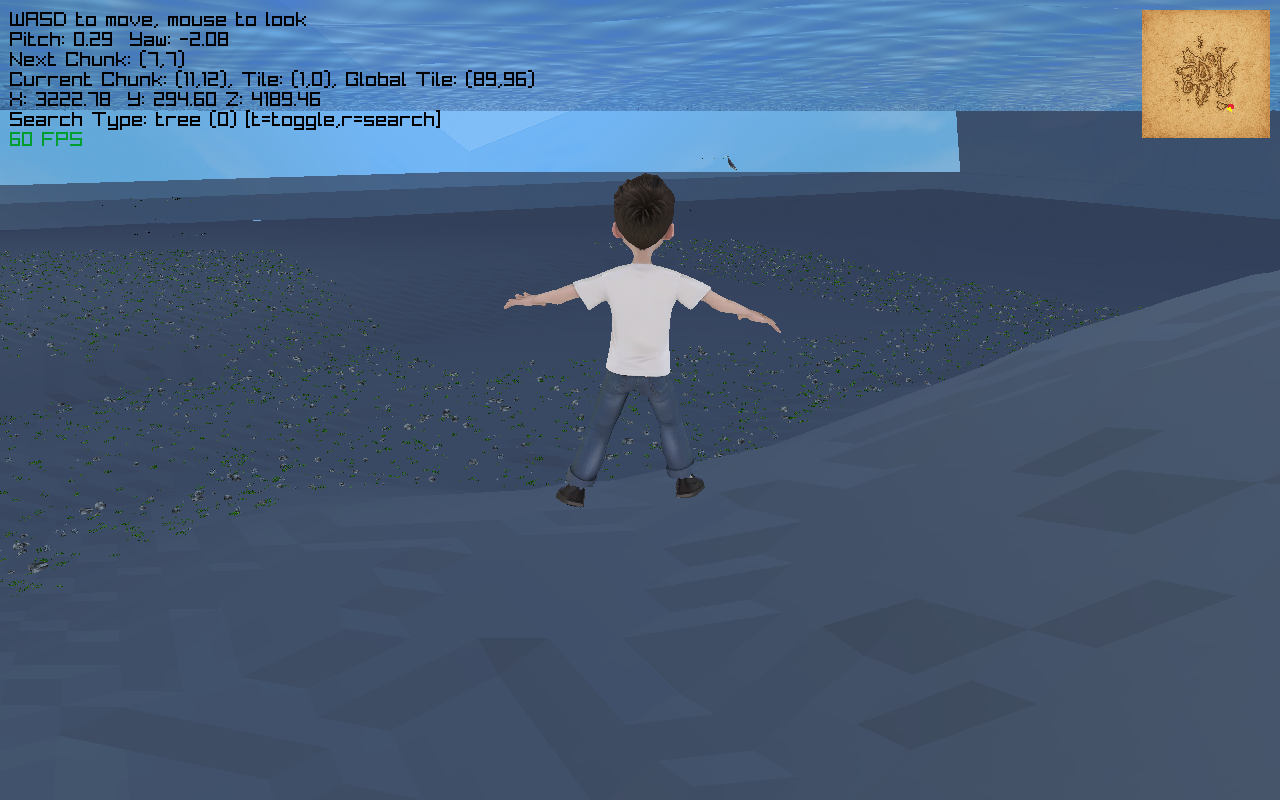 WASD to move, mouse to look
Pitch: 0.29 Yaw: -2.08
Next Chunk: (7,7)
Current Chunk: (11,12), Tile: (1,0), Global Tile: (89,96)
X: 3222.78 Y: 294.60 Z: 4189.46
Search Type: tree (0) [t=toggle,r=search]
60 FPS